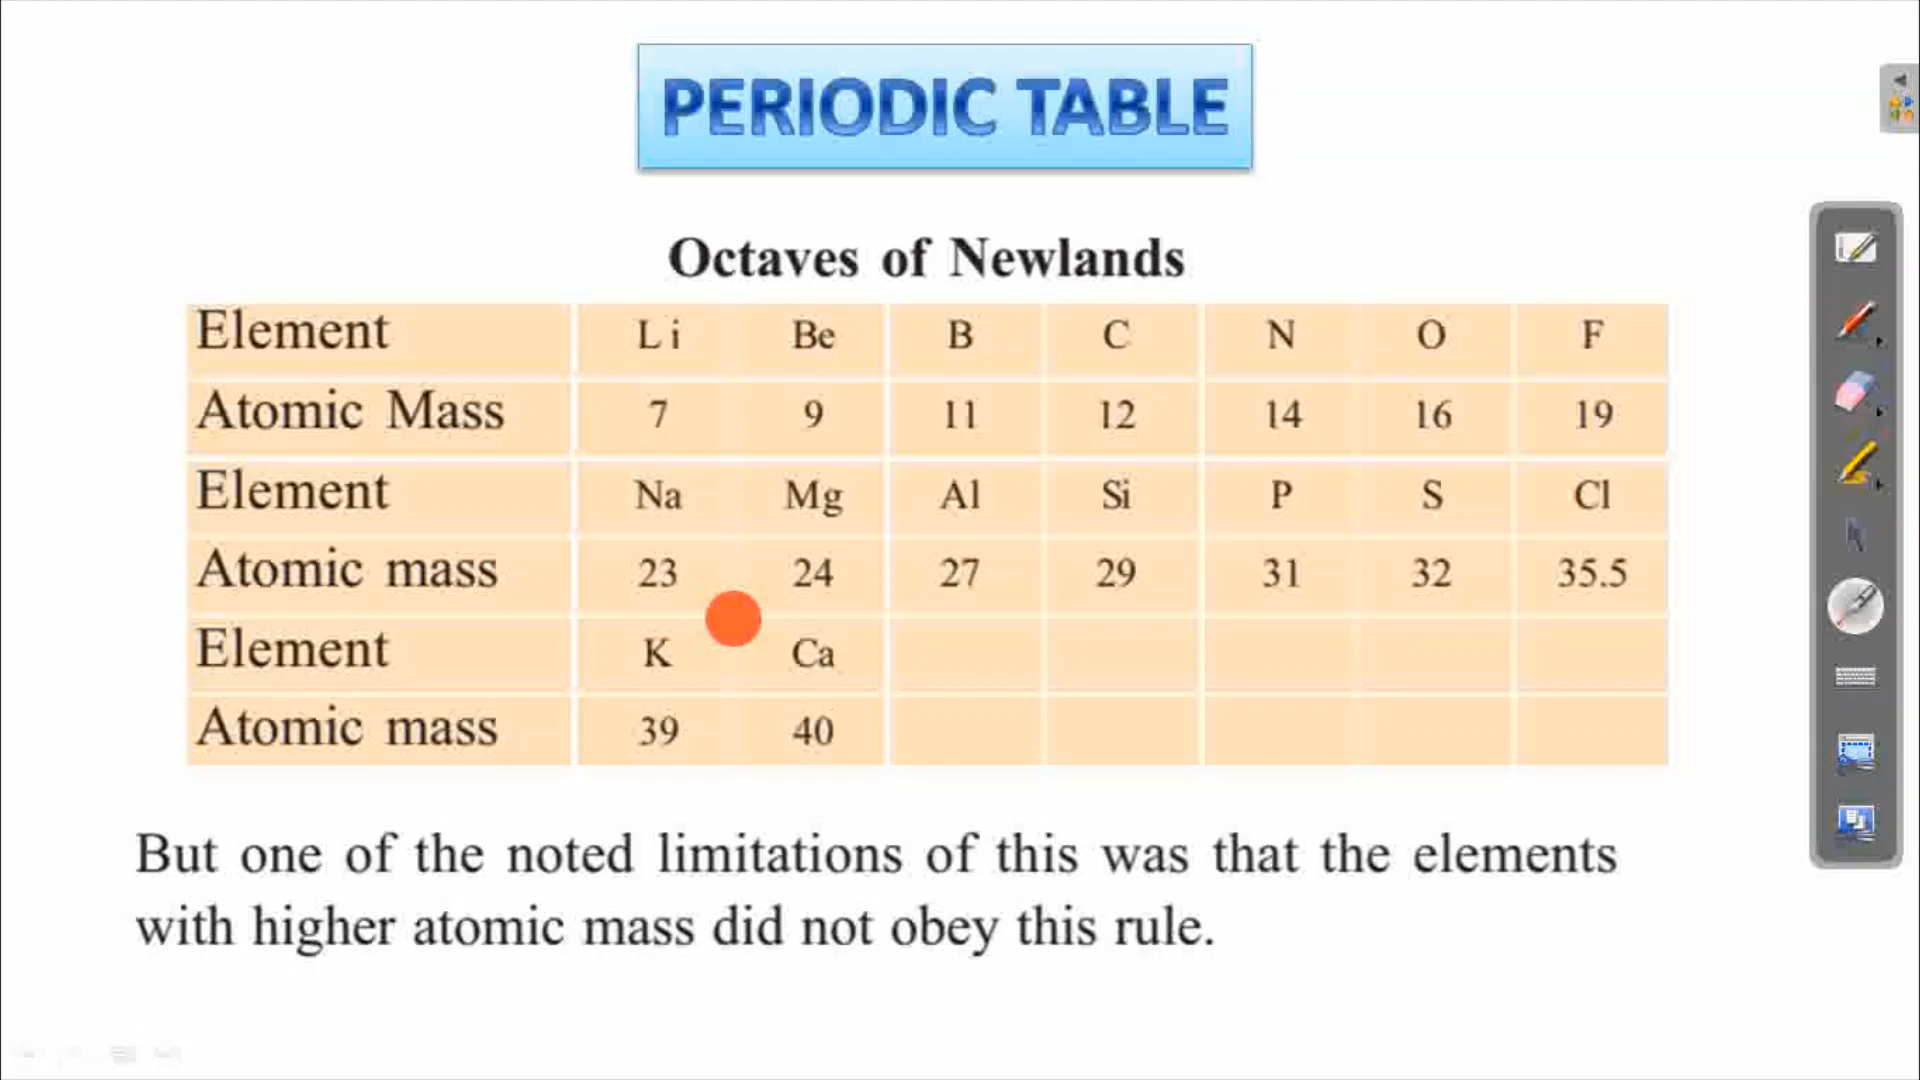 PERIODIC TABLE
Octaves of Newlands
Element Li Be B C N O F
Atomic Mass 7 9 11 12 14 16 19
Element Na Mg Al Si P S Cl
Atomic mass 23 24 27 29 31 32 35.5
Element K Ca
Atomic mass 39 40
But one of the noted limitations of this was that the elements
with higher atomic mass did not obey this rule.